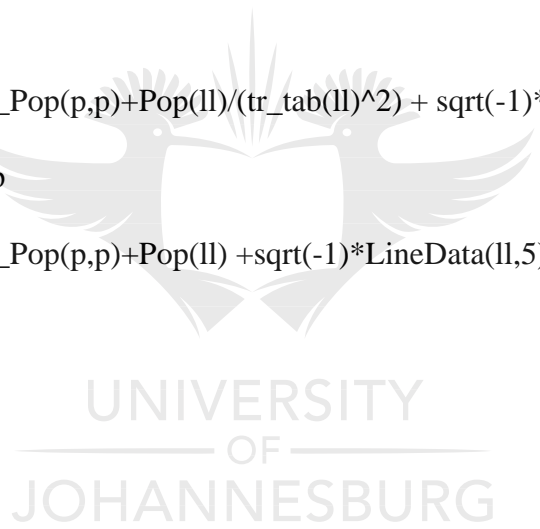 _Pop(p,p)+Pop(ll)/(tr_tab(ll)^2) + sqrt(-1)*
_Pop(p,p)+Pop(ll) +sqrt(-1)*LineData(ll,5)
UNIVERSITY
OF
JOHANNESBURG